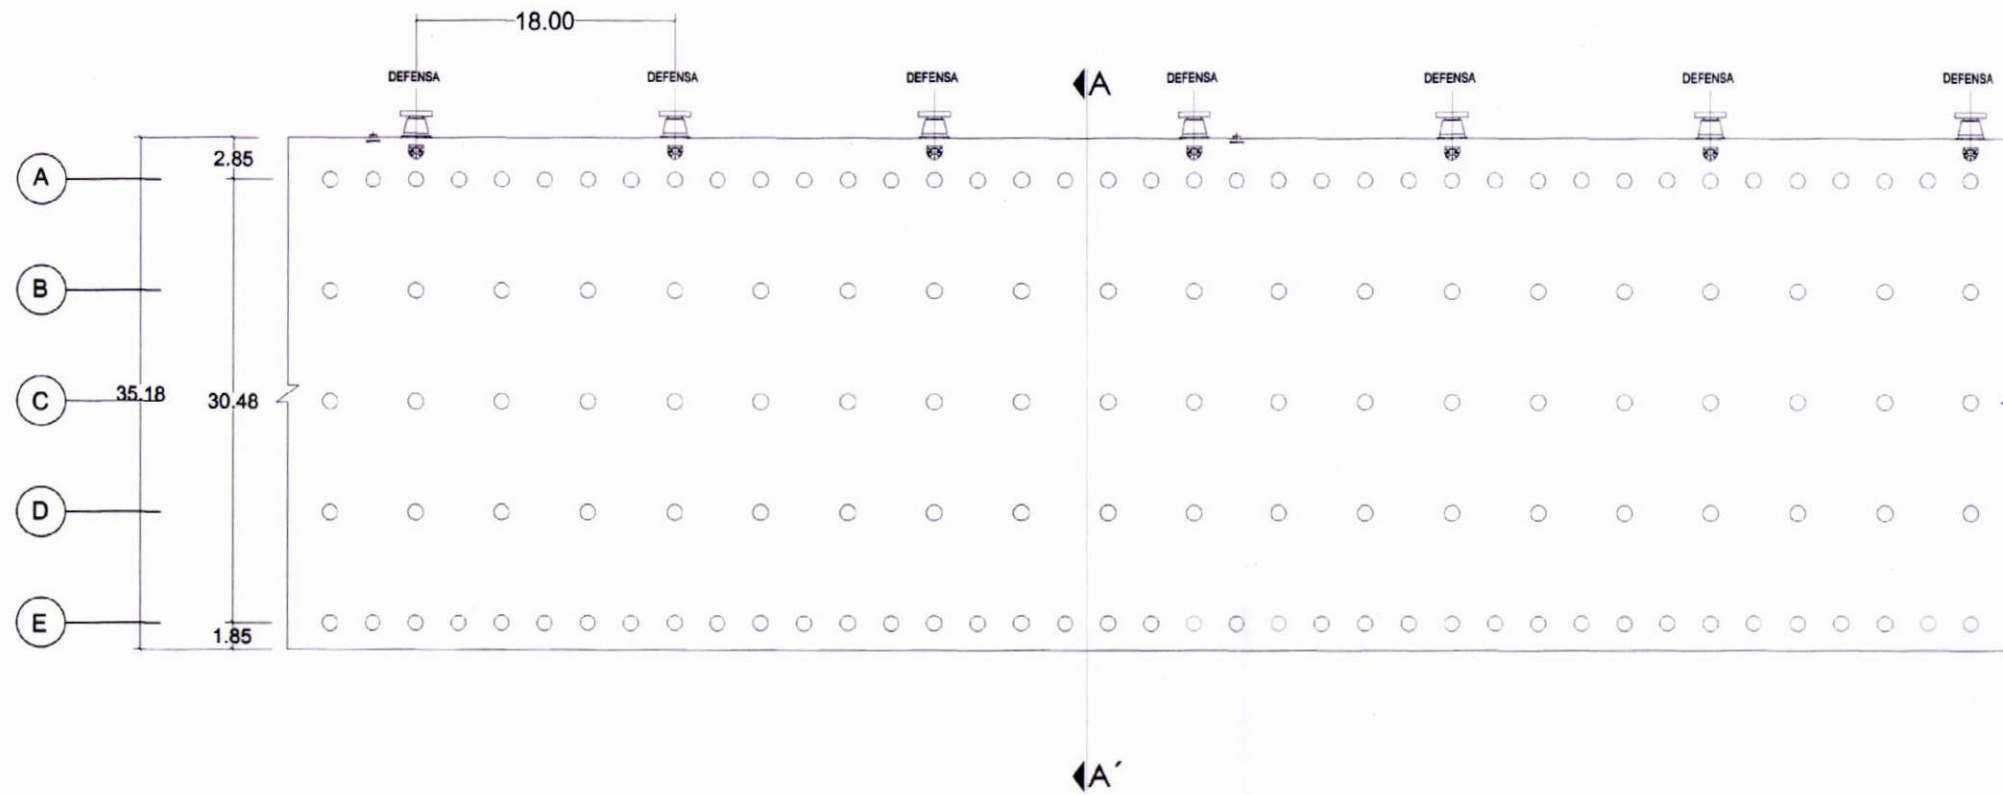 18.00
DEFENSA DEFENSA DEFENSA A DEFENSA DEFENSA DEFENSA DEFENSA
2.85
A
B
35.18 30.48
C
D
E
1.85
A´